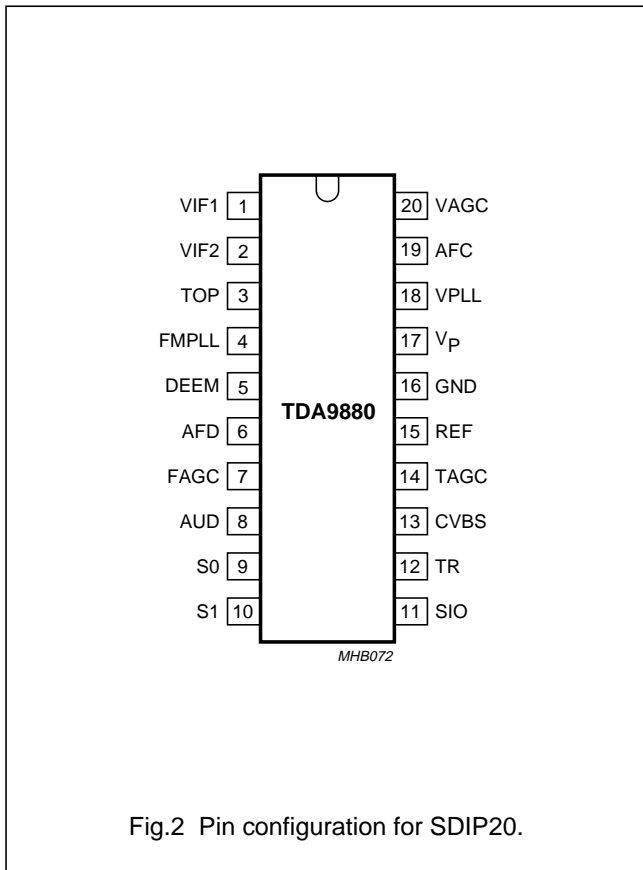 VIF1 1 20 VAGC
VIF2 2 19 AFC
TOP 3 18 VPLL
FMPLL 4 17 VP
DEEM 5 16 GND
TDA9880
AFD 6 15 REF
FAGC 7 14 TAGC
AUD 8 13 CVBS
S0 9 12 TR
S1 10 11 SIO
MHB072
Fig.2 Pin configuration for SDIP20.